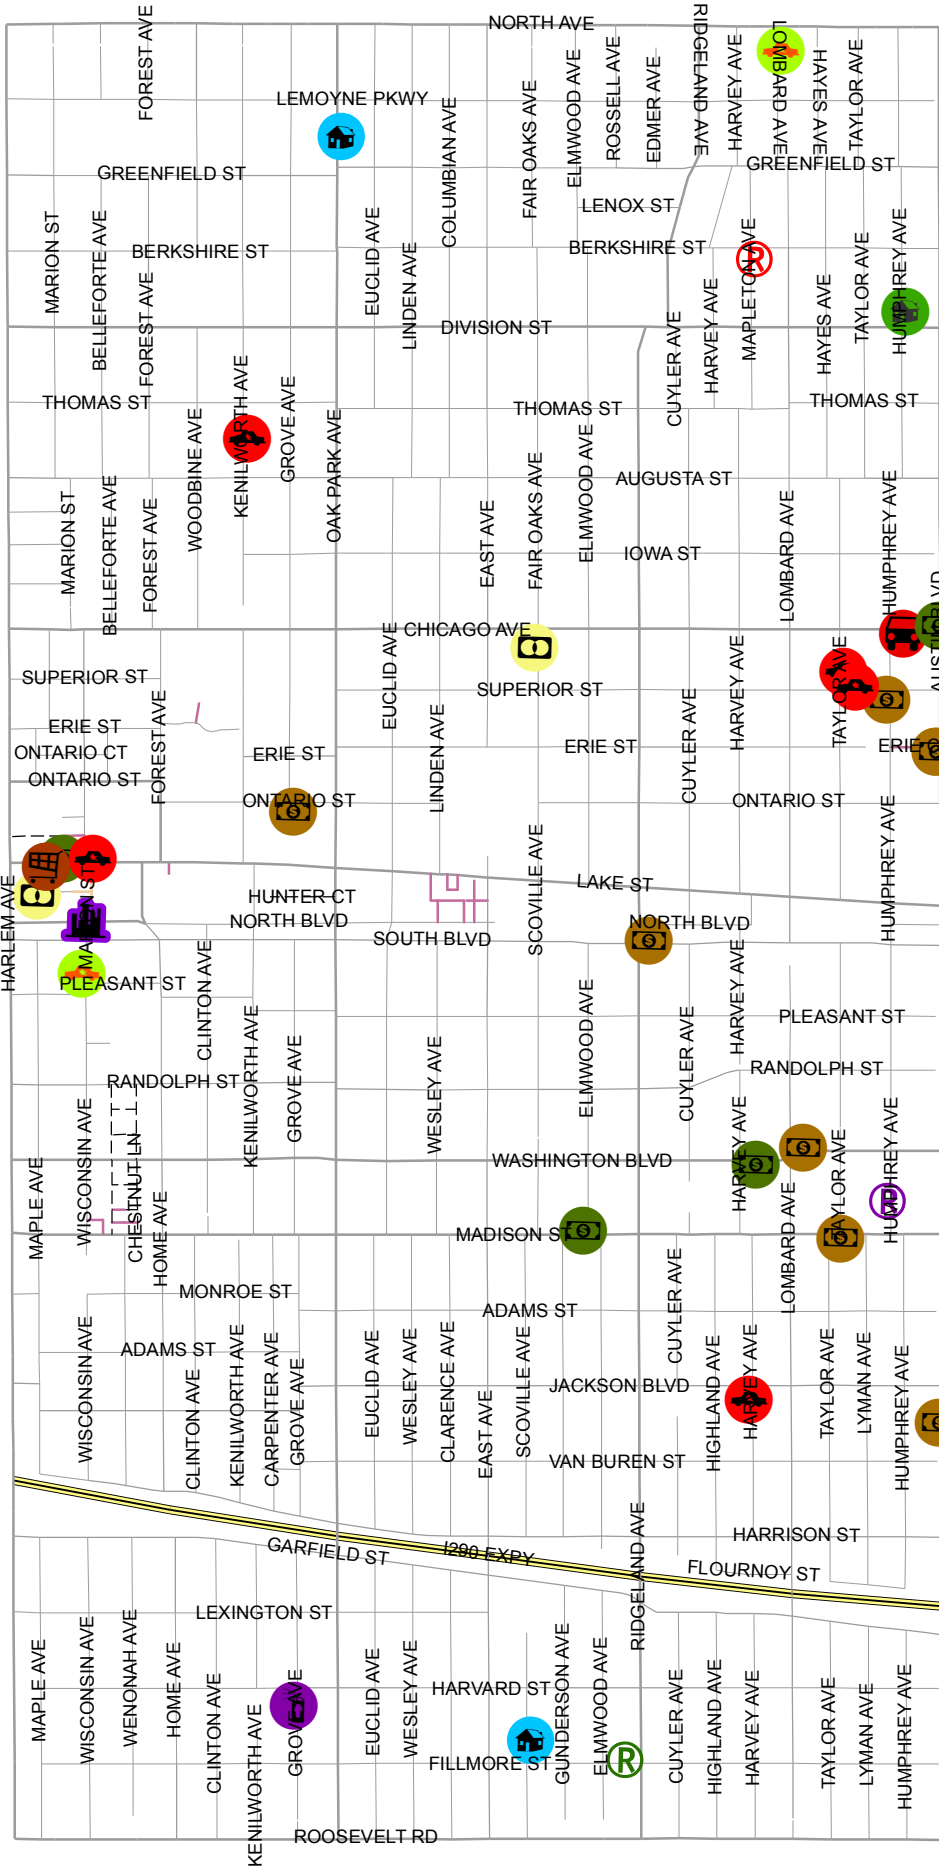 NORTH AVE
FOREST AVE
RIDGELAND AVE
HARVEY AVE
LOMBARD AVE
HAYES AVE
TAYLOR AVE
ROSSELL AVE
ELMWOOD AVE
EDMER AVE
FAIR OAKS AVE
COLUMBIAN AVE
LEMOYNE PKWY
GREENFIELD ST
GREENFIELD ST
LENOX ST
MARION ST
BELLEFORTE AVE
BERKSHIRE ST
EUCLID AVE
LINDEN AVE
BERKSHIRE ST
MAPLETON AVE
R
TAYLOR AVE
HUMPHREY AVE
FOREST AVE
HARVEY AVE
HAYES AVE
CUYLER AVE
DIVISION ST
THOMAS ST
KENILWORTH AVE
GROVE AVE
OAK PARK AVE
WOODBINE AVE
THOMAS ST
THOMAS ST
ELMWOOD AVE
FAIR OAKS AVE
AUGUSTA ST
MARION ST
BELLEFORTE AVE
FOREST AVE
EAST AVE
IOWA ST
LOMBARD AVE
HUMPHREY AVE
CHICAGO AVE
EUCLID AVE
SUPERIOR ST
SUPERIOR ST
HARVEY AVE
TAYLOR AVE
ERIE ST
FOREST AVE
ONTARIO CT
ERIE ST
LINDEN AVE
ERIE ST
CUYLER AVE
ONTARIO ST
ONTARIO ST
ONTARIO ST
HUMPHREY AVE
SCOVILLE AVE
LAKE ST
HARLEM AVE
HUNTER CT
NORTH BLVD
NORTH BLVD
SOUTH BLVD
PLEASANT ST
CLINTON AVE
HARVEY AVE
PLEASANT ST
ELMWOOD AVE
CUYLER AVE
KENILWORTH AVE
GROVE AVE
WESLEY AVE
RANDOLPH ST
RANDOLPH ST
WISCONSIN AVE
WASHINGTON BLVD
HARVEY AVE
TAYLOR AVE
HUMPHREY AVE
R
MAPLE AVE
CHESTNUT LN
HOME AVE
LOMBARD AVE
MADISON ST
MONROE ST
CUYLER AVE
ADAMS ST
ADAMS ST
WISCONSIN AVE
CLINTON AVE
KENILWORTH AVE
CARPENTER AVE
GROVE AVE
EUCLID AVE
WESLEY AVE
CLARENCE AVE
EAST AVE
SCOVILLE AVE
JACKSON BLVD
HIGHLAND AVE
HARVEY AVE
TAYLOR AVE
LYMAN AVE
HUMPHREY AVE
VAN BUREN ST
HARRISON ST
GARFIELD ST
I290 EXPY
FLOURNOY ST
RIDGELAND AVE
LEXINGTON ST
MAPLE AVE
WISCONSIN AVE
WENONAH AVE
HOME AVE
CLINTON AVE
KENILWORTH AVE
GROVE AVE
EUCLID AVE
WESLEY AVE
HARVARD ST
GUNDERSON AVE
ELMWOOD AVE
CUYLER AVE
HIGHLAND AVE
HARVEY AVE
TAYLOR AVE
LYMAN AVE
HUMPHREY AVE
FILLMORE ST
R
ROOSEVELT RD